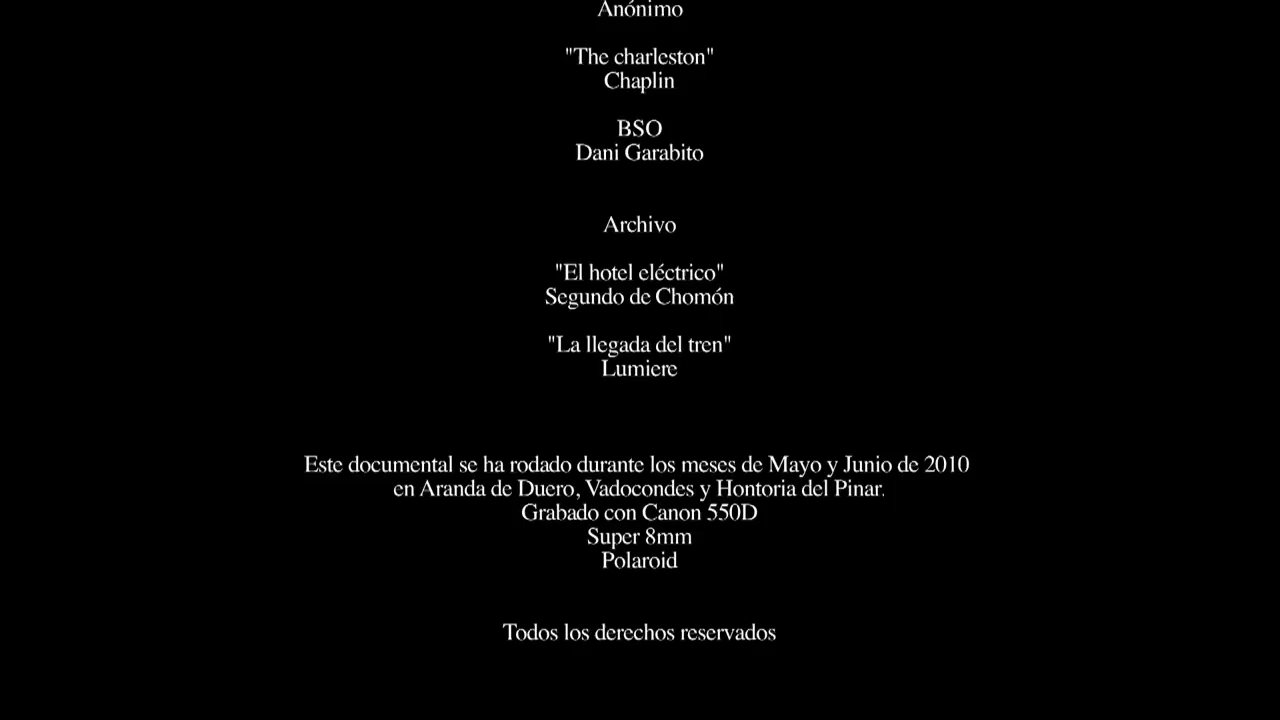 Anónimo
"The charleston"
Chaplin
BSO
Dani Garabito
Archivo
"El hotel eléctrico"
Segundo de Chomón
"La llegada del tren"
Lumiere
Este documental se ha rodado durante los meses de Mayo y Junio de 2010
en Aranda de Duero, Vadocondes y Hontoria del Pinar.
Grabado con Canon 550D
Super 8mm
Polaroid
Todos los derechos reservados